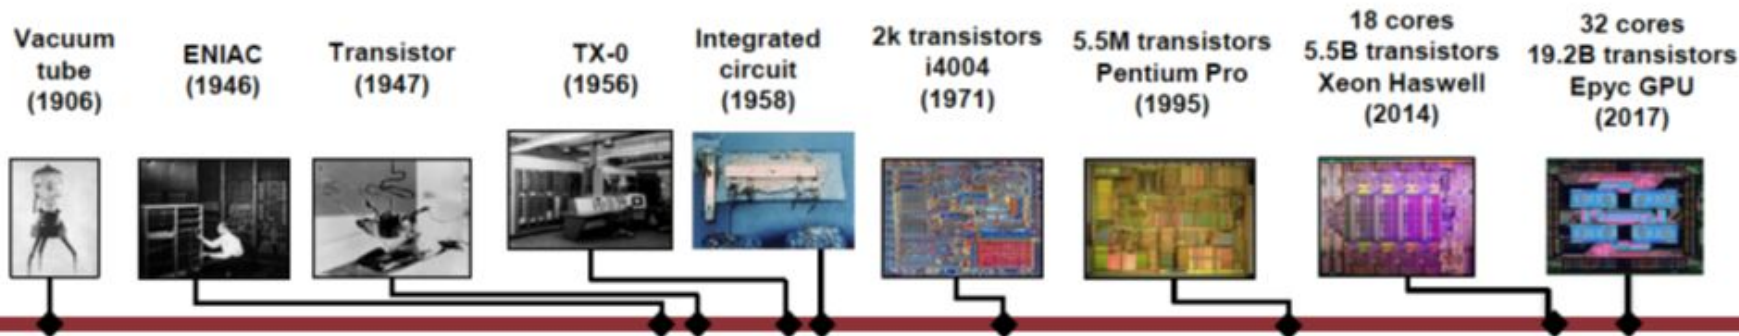 Vacuum
tube
(1906)
ENIAC
(1946)
Transistor
(1947)
TX-0
(1956)
Integrated
circuit
(1958)
2k transistors
i4004
(1971)
5.5M transistors
Pentium Pro
(1995)
18 cores
5.5B transistors
Xeon Haswell
(2014)
32 cores
19.2B transistors
Epyc GPU
(2017)